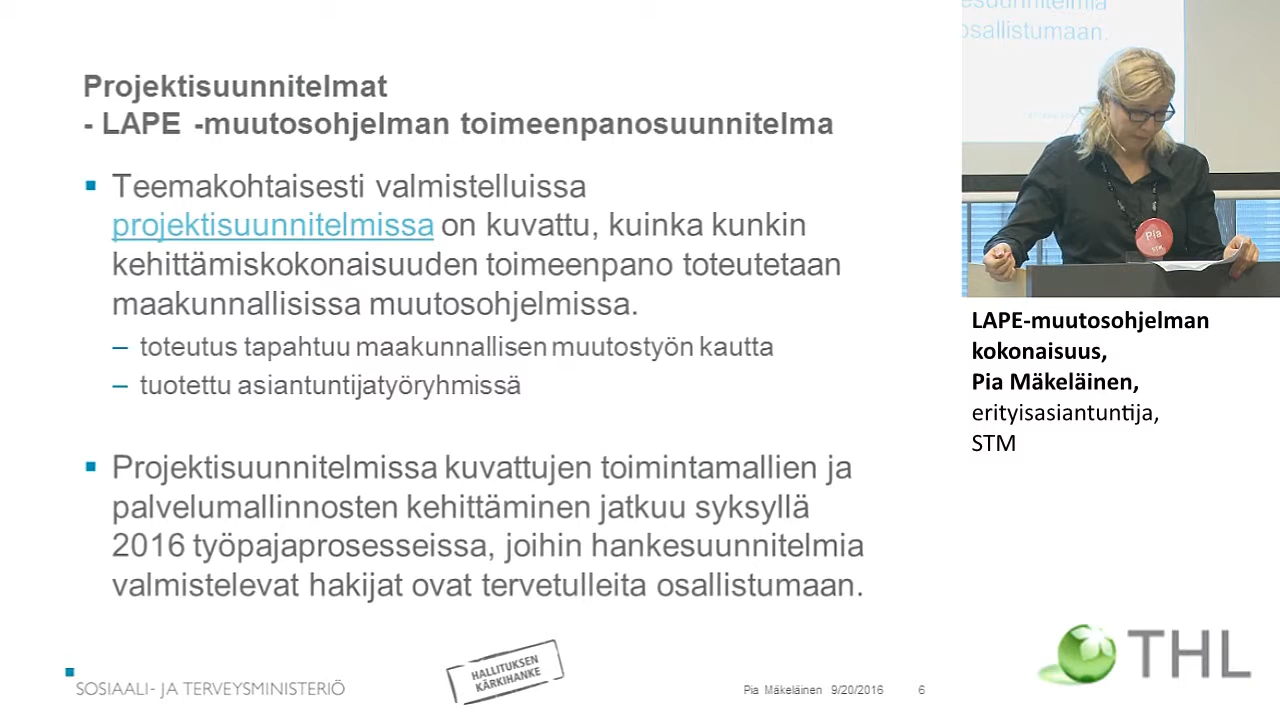 Projektisuunnitelmat
- LAPE -muutosohjelman toimeenpanosuunnitelma
Teemakohtaisesti valmistelluissa
projektisuunnitelmissa on kuvattu, kuinka kunkin
kehittämiskokonaisuuden toimeenpano toteutetaan
maakunnallisissa muutosohjelmissa.
– toteutus tapahtuu maakunnallisen muutostyön kautta
– tuotettu asiantuntijatyöryhmissä
Projektisuunnitelmissa kuvattujen toimintamallien ja
palvelumallinnosten kehittäminen jatkuu syksyllä
2016 työpajaprosesseissa, joihin hankesuunnitelmia
valmistelevat hakijat ovat tervetulleita osallistumaan.
SOSIAALI- JA TERVEYSMINISTERIÖ
HALLITUKSEN
KÄRKIHANKE
Pia Mäkeläinen 9/20/2016 6
osallistumaan.
Pia
STM
LAPE-muutosohjelman
kokonaisuus,
Pia Mäkeläinen,
erityisasiantuntija,
STM
THL